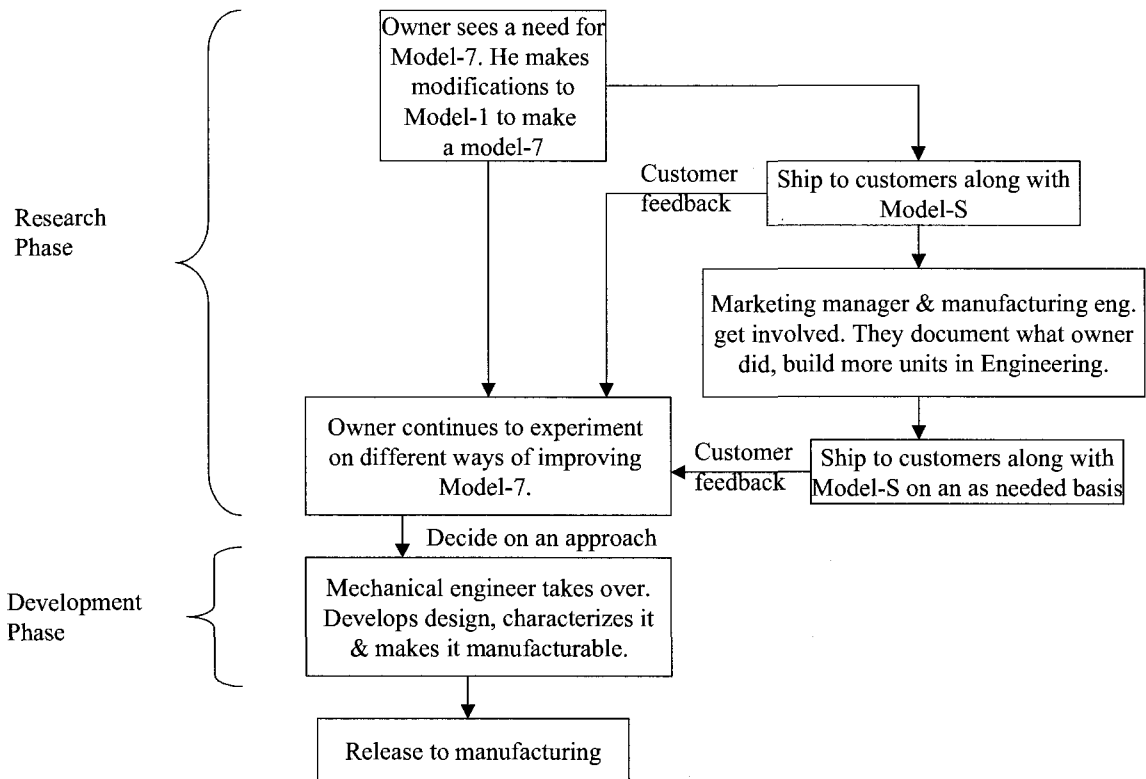 Owner sees a need for
Model-7. He makes
modifications to
Model-1 to make
a model-7
Customer
feedback
Ship to customers along with
Model-S
Research
Phase
Marketing manager & manufacturing eng.
get involved. They document what owner
did, build more units in Engineering.
Owner continues to experiment
on different ways of improving
Model-7.
Customer
feedback
Ship to customers along with
Model-S on an as needed basis
Decide on an approach
Development
Phase
Mechanical engineer takes over.
Develops design, characterizes it
& makes it manufacturable.
Release to manufacturing